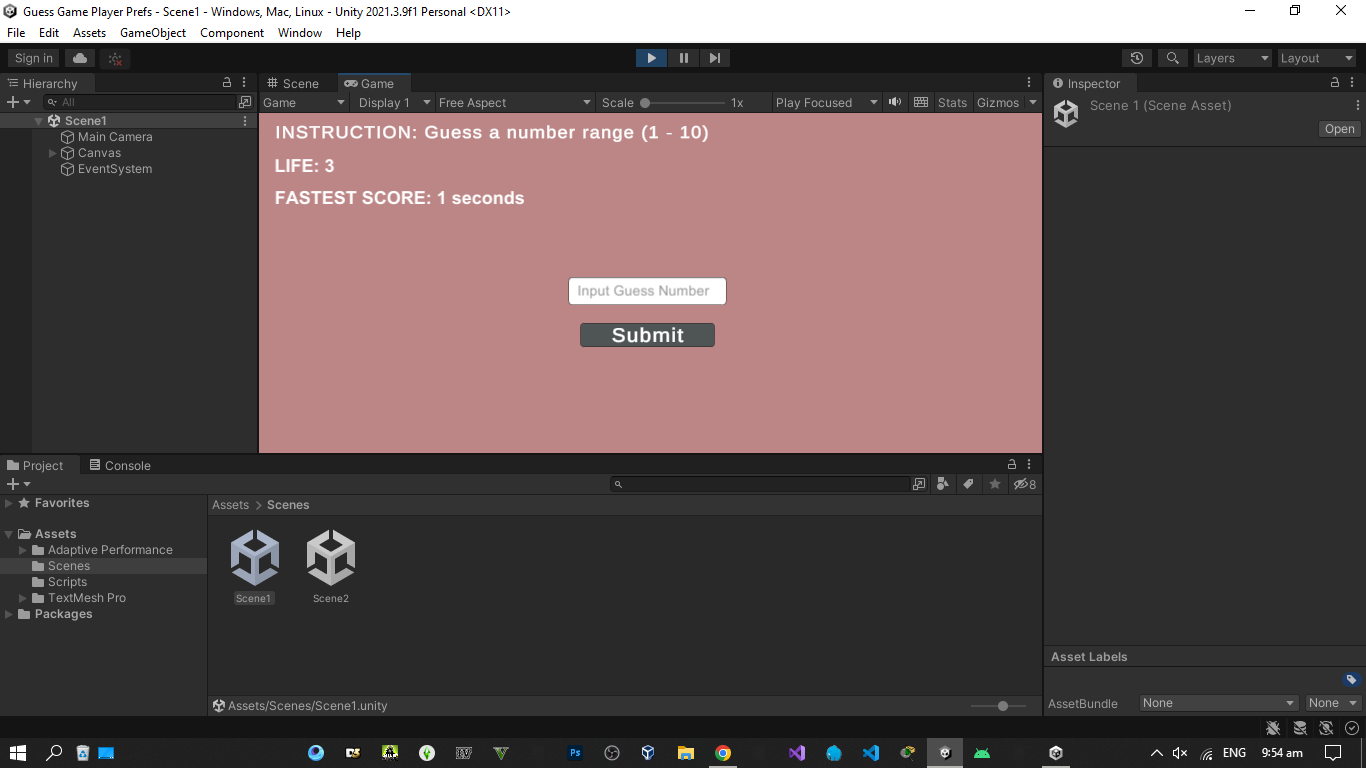 Guess Game Player Prefs - Scene1 - Windows, Mac, Linux - Unity 2021.3.9f1 Personal <DX11>
File Edit Assets GameObject Component Window Help
Sign in Layers Layout
Hierarchy Scene Game Inspector
All Game Display 1 Free Aspect Scale 1x Play Focused Stats Gizmos
Scene 1 (Scene Asset)
Open
Scene1
Main Camera
Canvas
EventSystem
INSTRUCTION: Guess a number range (1 - 10)
LIFE: 3
FASTEST SCORE: 1 seconds
Input Guess Number
Submit
Project Console
8
Favorites
Assets
Adaptive Performance
Scenes
Scripts
TextMesh Pro
Packages
Assets > Scenes
Scene1 Scene2
Assets/Scenes/Scene1.unity
Asset Labels
AssetBundle None None
Ps
ENG 9:54 am